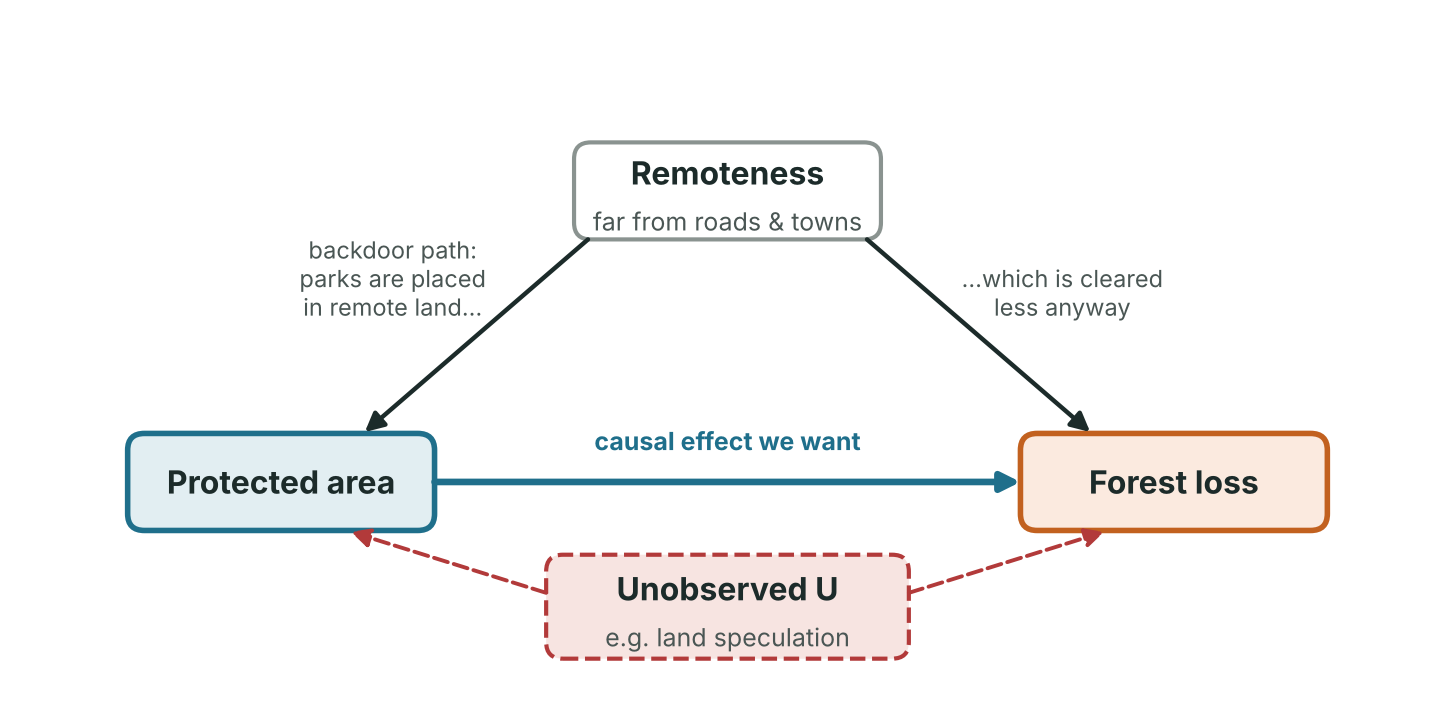 Remoteness
far from roads & towns
backdoor path:
parks are placed
in remote land...
...which is cleared
less anyway
causal effect we want
Protected area
Forest loss
Unobserved U
e.g. land speculation